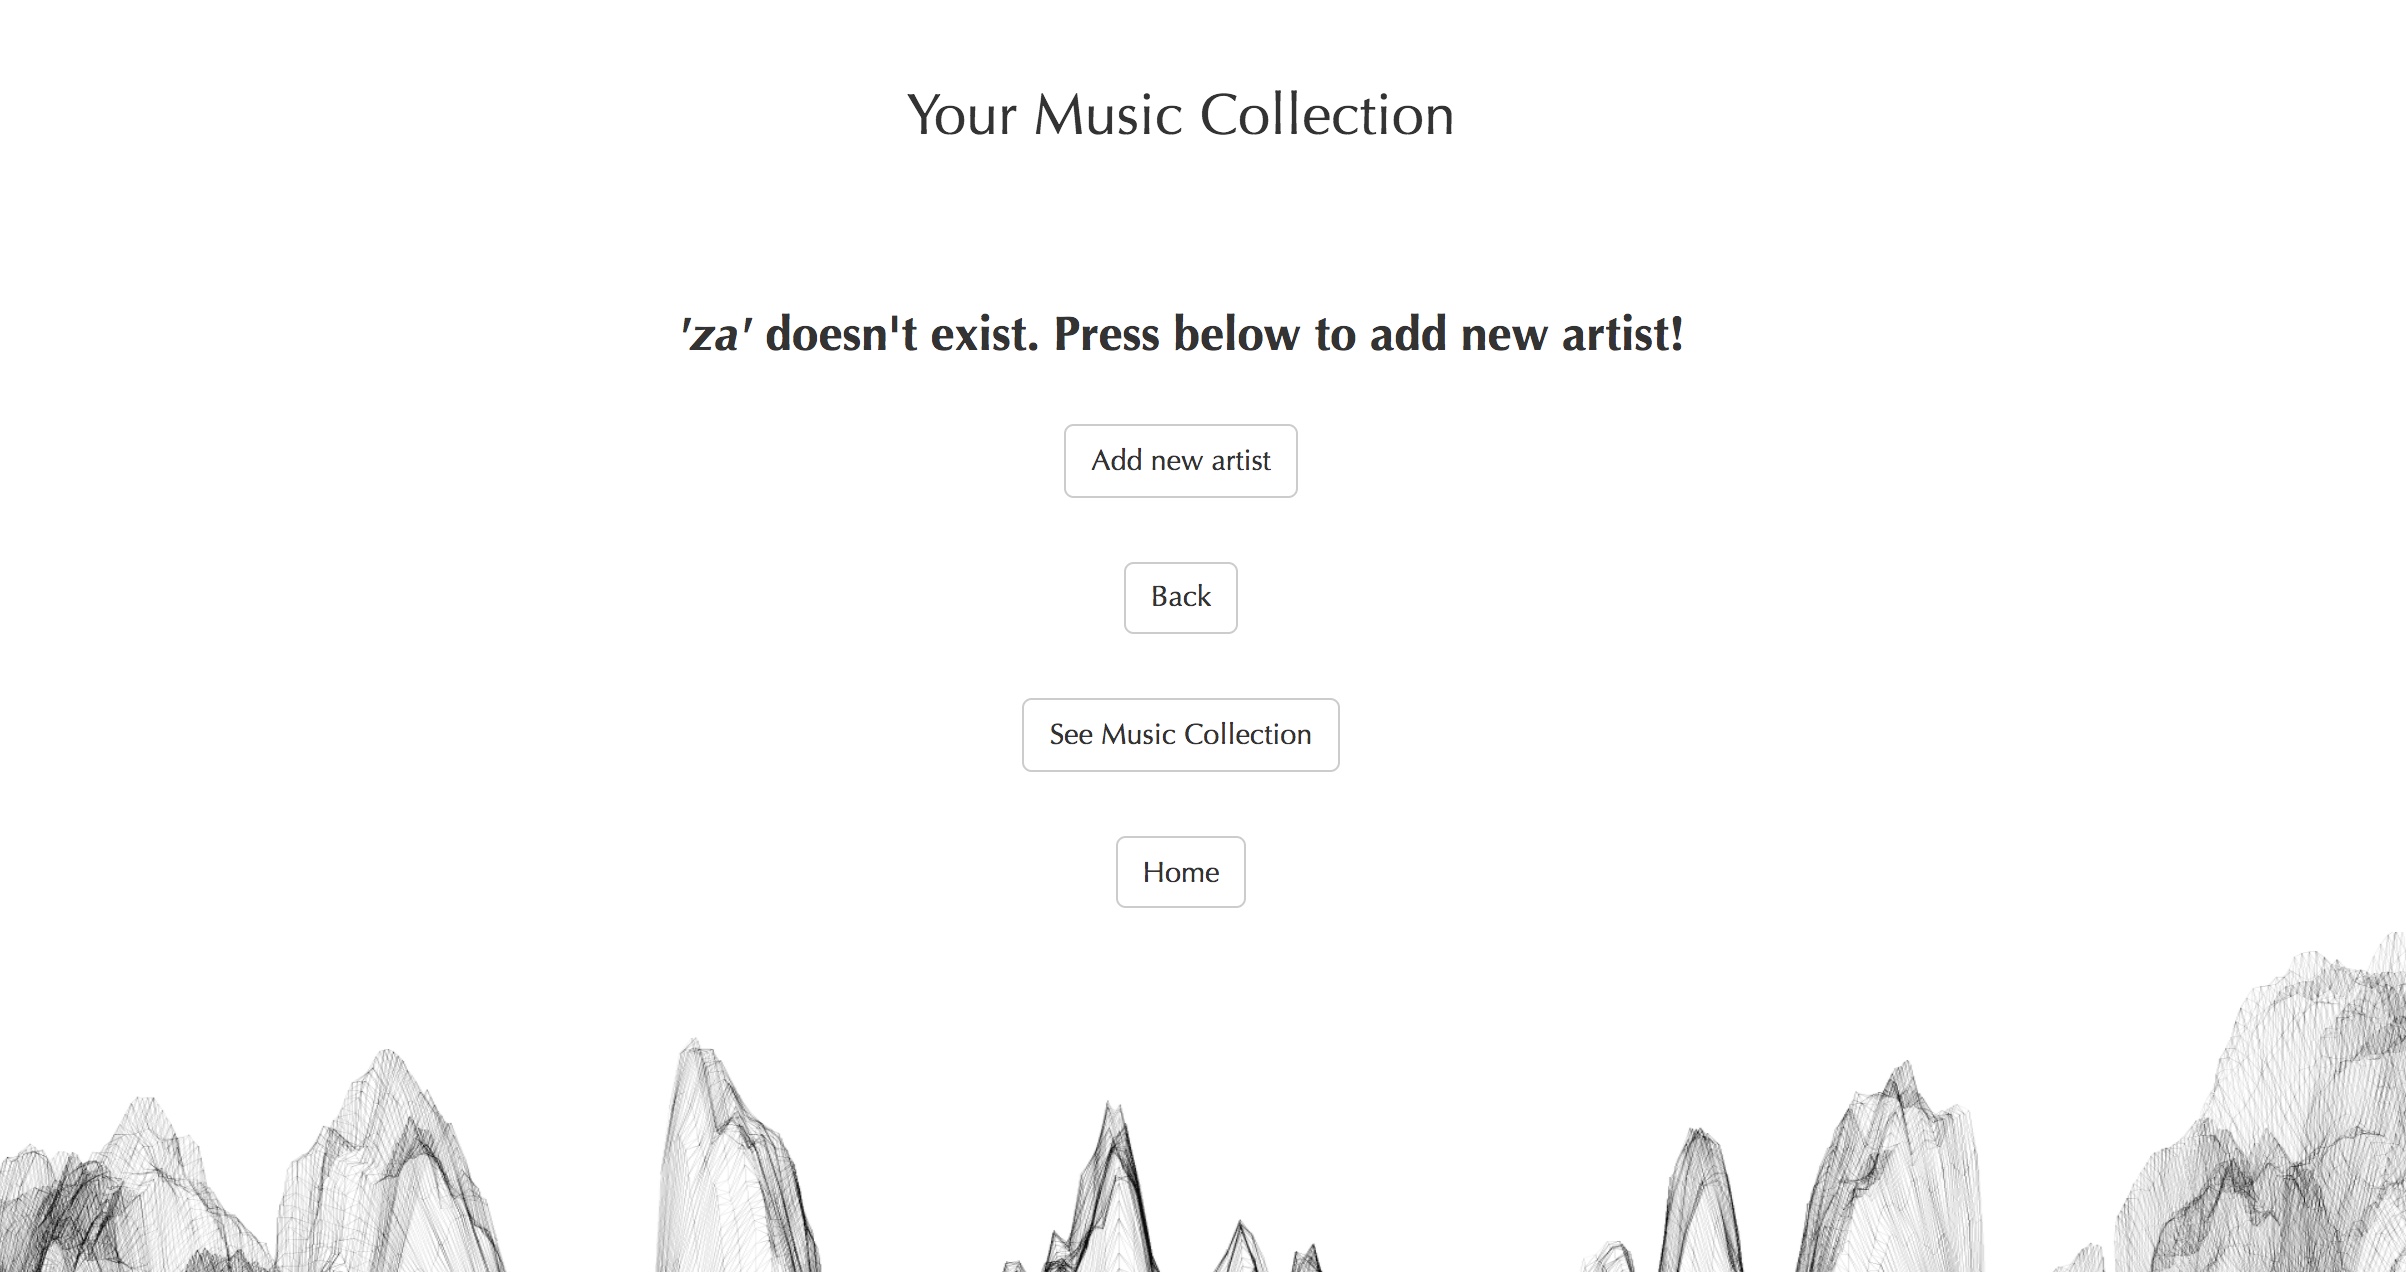 Your Music Collection
'za' doesn't exist. Press below to add new artist!
Add new artist
Back
See Music Collection
Home